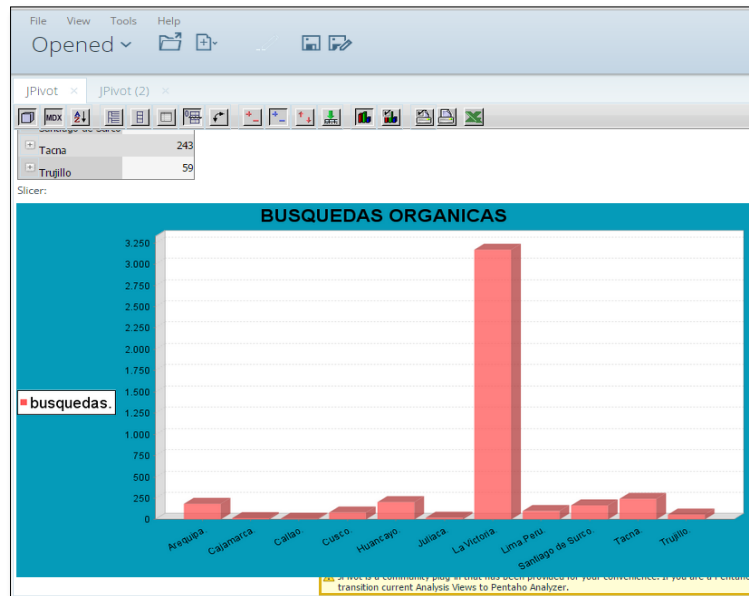 File View Tools Help
Opened
JPivot × JPivot (2) ×
MDX
Santiago de Surco
Tacna 243
Trujillo 59
Slicer:
BUSQUEDAS ORGANICAS
3.250
3.000
2.750
2.500
2.250
2.000
1.750
1.500
1.250
1.000
750
500
250
0
busquedas.
Arequipa. Cajamarca. Callao. Cusco. Huancayo. Juliaca. La Victoria. Lima Peru. Santiago de Surco. Tacna. Trujillo.
JPivot is a community plug-in that has been provided for your convenience. If you are a Pentaho
transition current Analysis Views to Pentaho Analyzer.